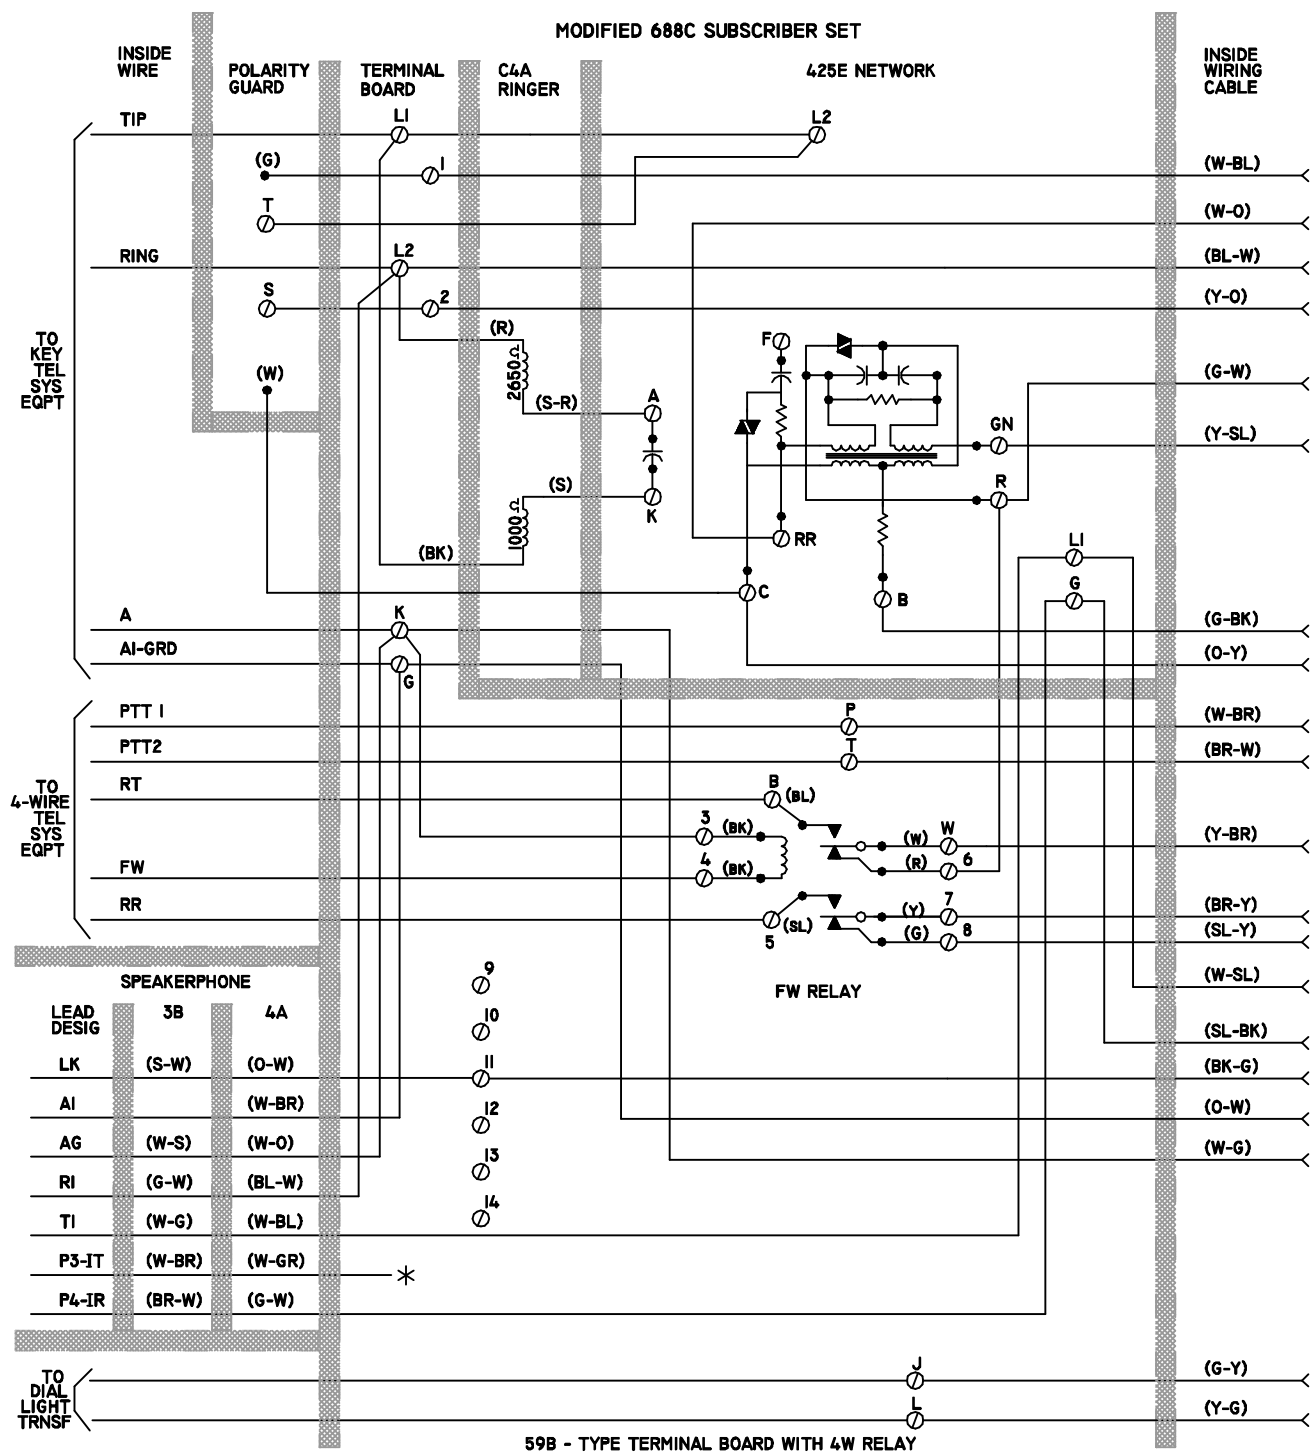 MODIFIED 688C SUBSCRIBER SET
INSIDE
WIRE
POLARITY
GUARD
TERMINAL
BOARD
C4A
RINGER
425E NETWORK
INSIDE
WIRING
CABLE
TIP
L1
L2
(G)
1
(W-BL)
T
(W-O)
RING
L2
(BL-W)
S
2
(Y-O)
TO
KEY
TEL
SYS
EQPT
(R)
2650Ω
(S-R)
A
F
(W)
(G-W)
GN
(Y-SL)
(S)
K
1000Ω
(BK)
R
RR
L1
C
B
G
A
K
(G-BK)
A1-GRD
G
(O-Y)
PTT 1
P
(W-BR)
PTT2
T
(BR-W)
TO
4-WIRE
TEL
SYS
EQPT
RT
B
(BL)
3
(BK)
(W)
W
(Y-BR)
4
(BK)
(R)
6
FW
RR
5
(SL)
(Y)
7
(BR-Y)
(G)
8
(SL-Y)
FW RELAY
(W-SL)
SPEAKERPHONE
LEAD
DESIG
3B
4A
9
10
(SL-BK)
LK
(S-W)
(O-W)
11
(BK-G)
A1
(W-BR)
12
(O-W)
AG
(W-S)
(W-O)
13
(W-G)
R1
(G-W)
(BL-W)
14
T1
(W-G)
(W-BL)
P3-IT
(W-BR)
(W-GR)
*
P4-IR
(BR-W)
(G-W)
TO
DIAL
LIGHT
TRNSF
J
(G-Y)
L
(Y-G)
59B - TYPE TERMINAL BOARD WITH 4W RELAY